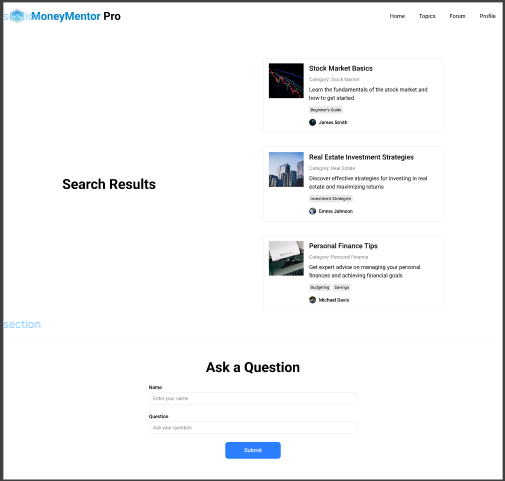 section
MoneyMentor Pro
Home Topics Forum Profile
Search Results
Stock Market Basics
Category: Stock Market
Learn the fundamentals of the stock market and
how to get started
Beginner's Guide
James Smith
Real Estate Investment Strategies
Category: Real Estate
Discover effective strategies for investing in real
estate and maximizing returns
Investment Strategies
Emma Johnson
Personal Finance Tips
Category: Personal Finance
Get expert advice on managing your personal
finances and achieving financial goals
Budgeting Savings
Michael Davis
section
Ask a Question
Name
Enter your name
Question
Ask your question
Submit